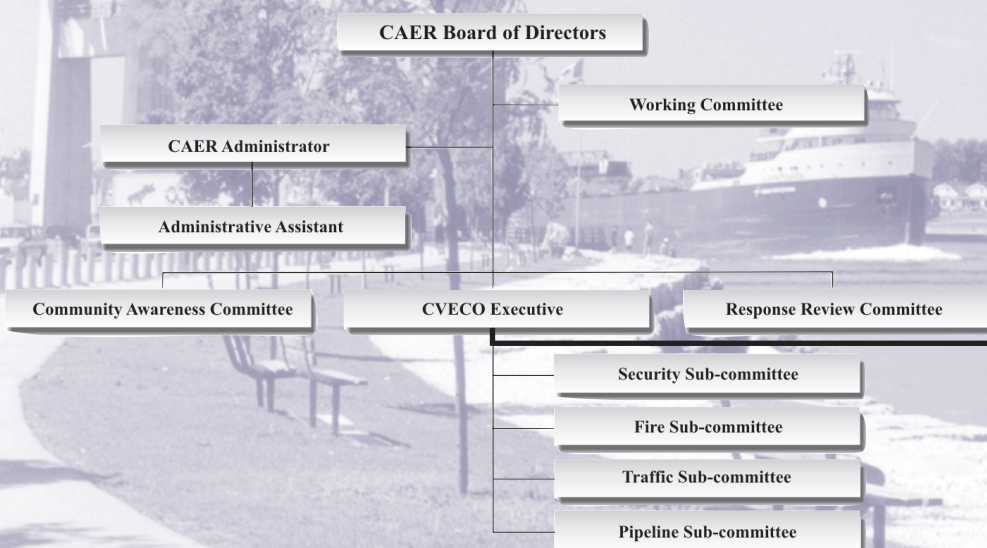 CAER Board of Directors
Working Committee
CAER Administrator
Administrative Assistant
Community Awareness Committee
CVECO Executive
Response Review Committee
Security Sub-committee
Fire Sub-committee
Traffic Sub-committee
Pipeline Sub-committee